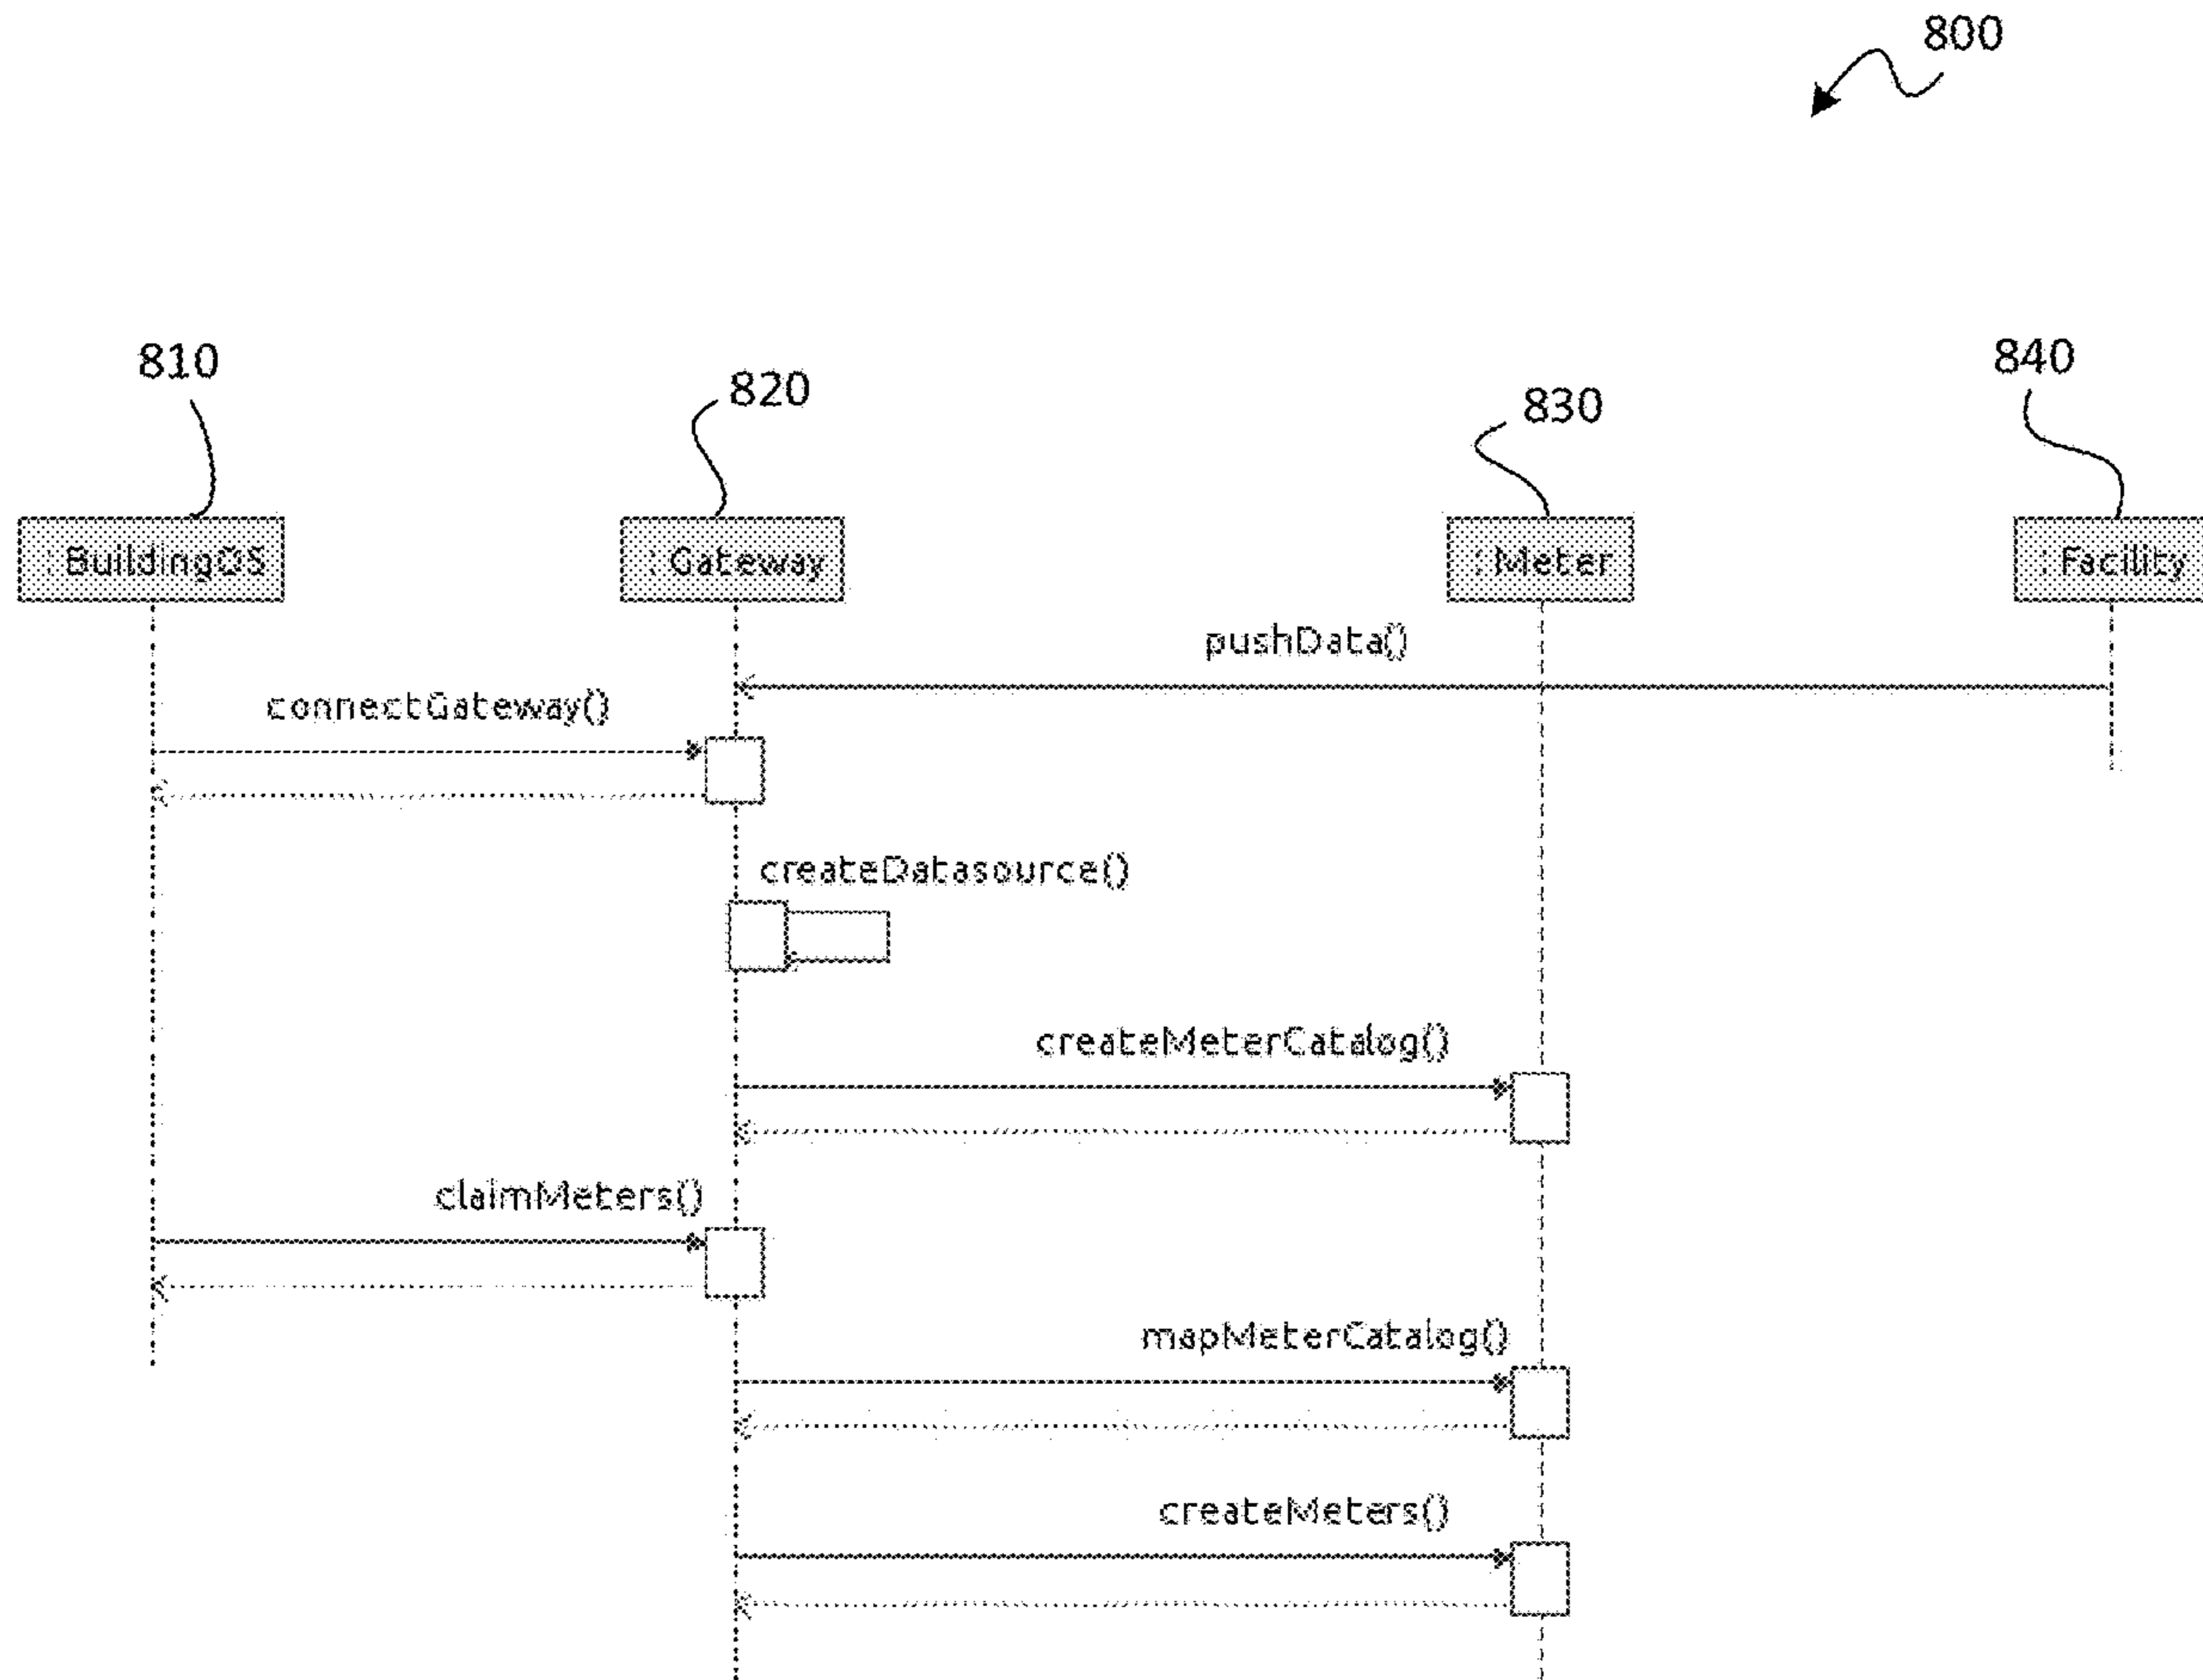 800
810
820
830
840
: BuildingOS
: Gateway
: Meter
: Facility
pushData()
connectGateway()
createDatasource()
createMeterCatalog()
claimMeters()
mapMeterCatalog()
createMeters()